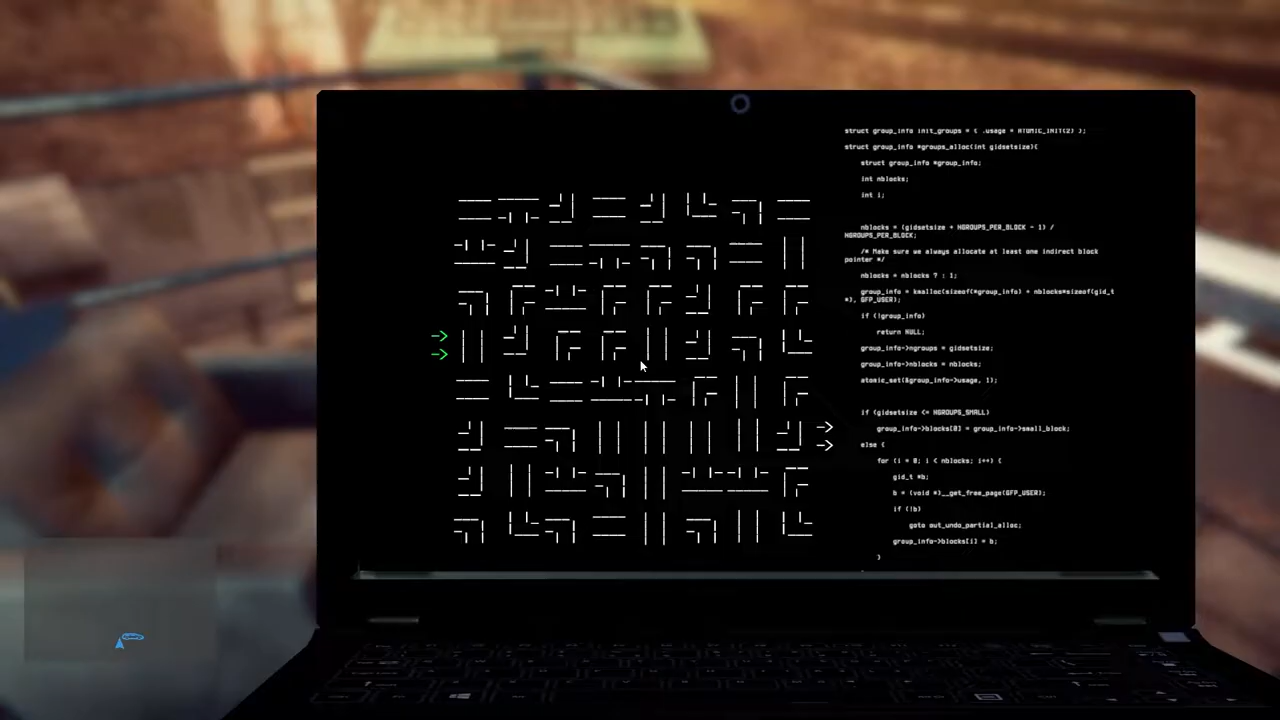 struct group_info init_groups = { .usage = ATOMIC_INIT(2) };
struct group_info *groups_alloc(int gidsetsize){
struct group_info *group_info;
int nblocks;
int i;
nblocks = (gidsetsize + NGROUPS_PER_BLOCK - 1) /
NGROUPS_PER_BLOCK;
/* Make sure we always allocate at least one indirect block
pointer */
nblocks = nblocks ? : 1;
group_info = kmalloc(sizeof(*group_info) + nblocks*sizeof(gid_t
*), GFP_USER);
if (!group_info)
return NULL;
group_info->ngroups = gidsetsize;
group_info->nblocks = nblocks;
atomic_set(&group_info->usage, 1);
if (gidsetsize <= NGROUPS_SMALL)
group_info->blocks[0] = group_info->small_block;
else {
for (i = 0; i < nblocks; i++) {
gid_t *b;
b = (void *)__get_free_page(GFP_USER);
if (!b)
goto out_undo_partial_alloc;
group_info->blocks[i] = b;
}